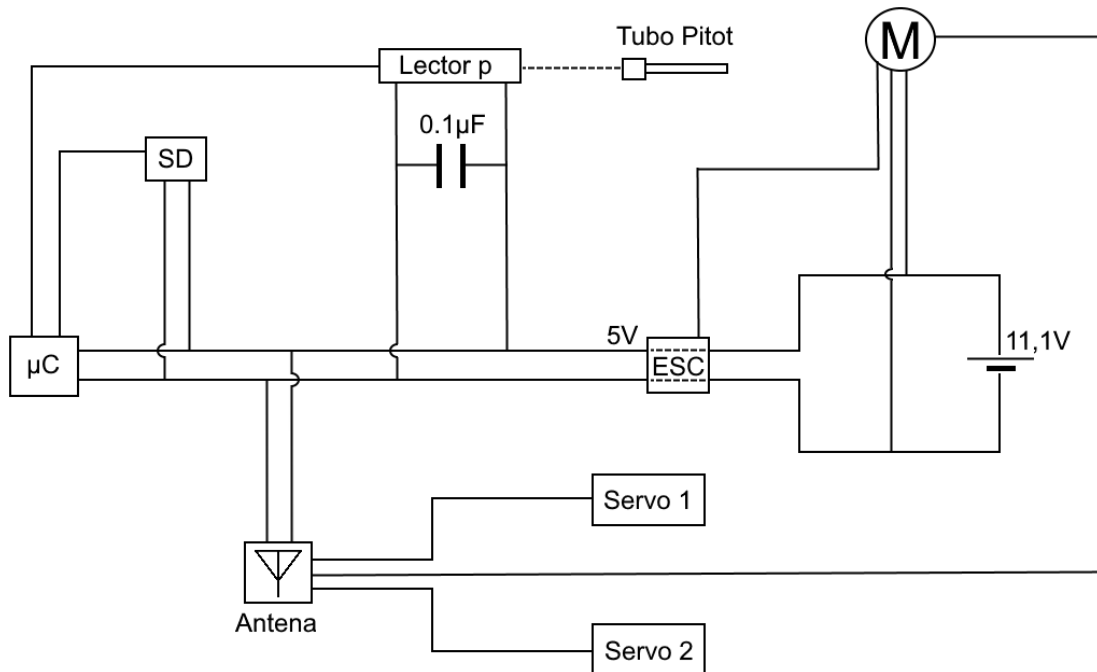 Tubo Pitot
M
Lector p
0.1µF
SD
5V
11,1V
µC
ESC
Servo 1
Antena
Servo 2